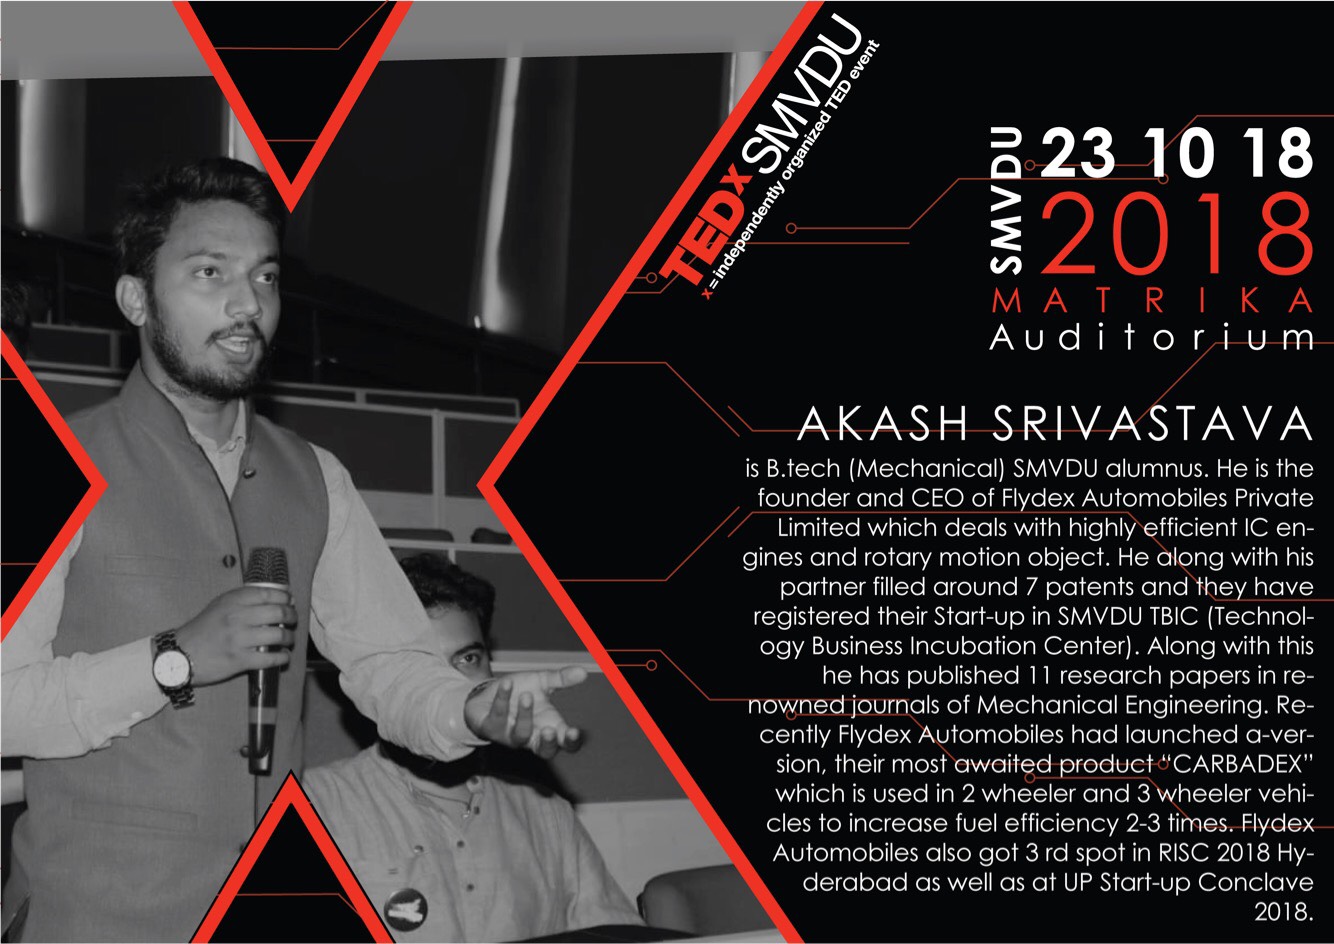 TEDx SMVDU
x = independently organized TED event
SMVDU
23 10 18
2018
MATRIKA
Auditorium
AKASH SRIVASTAVA
is B.tech (Mechanical) SMVDU alumnus. He is the
founder and CEO of Flydex Automobiles Private
Limited which deals with highly efficient IC en-
gines and rotary motion object. He along with his
partner filled around 7 patents and they have
registered their Start-up in SMVDU TBIC (Technol-
ogy Business Incubation Center). Along with this
he has published 11 research papers in re-
nowned journals of Mechanical Engineering. Re-
cently Flydex Automobiles had launched a-ver-
sion, their most awaited product “CARBADEX”
which is used in 2 wheeler and 3 wheeler vehi-
cles to increase fuel efficiency 2-3 times. Flydex
Automobiles also got 3 rd spot in RISC 2018 Hy-
derabad as well as at UP Start-up Conclave
2018.